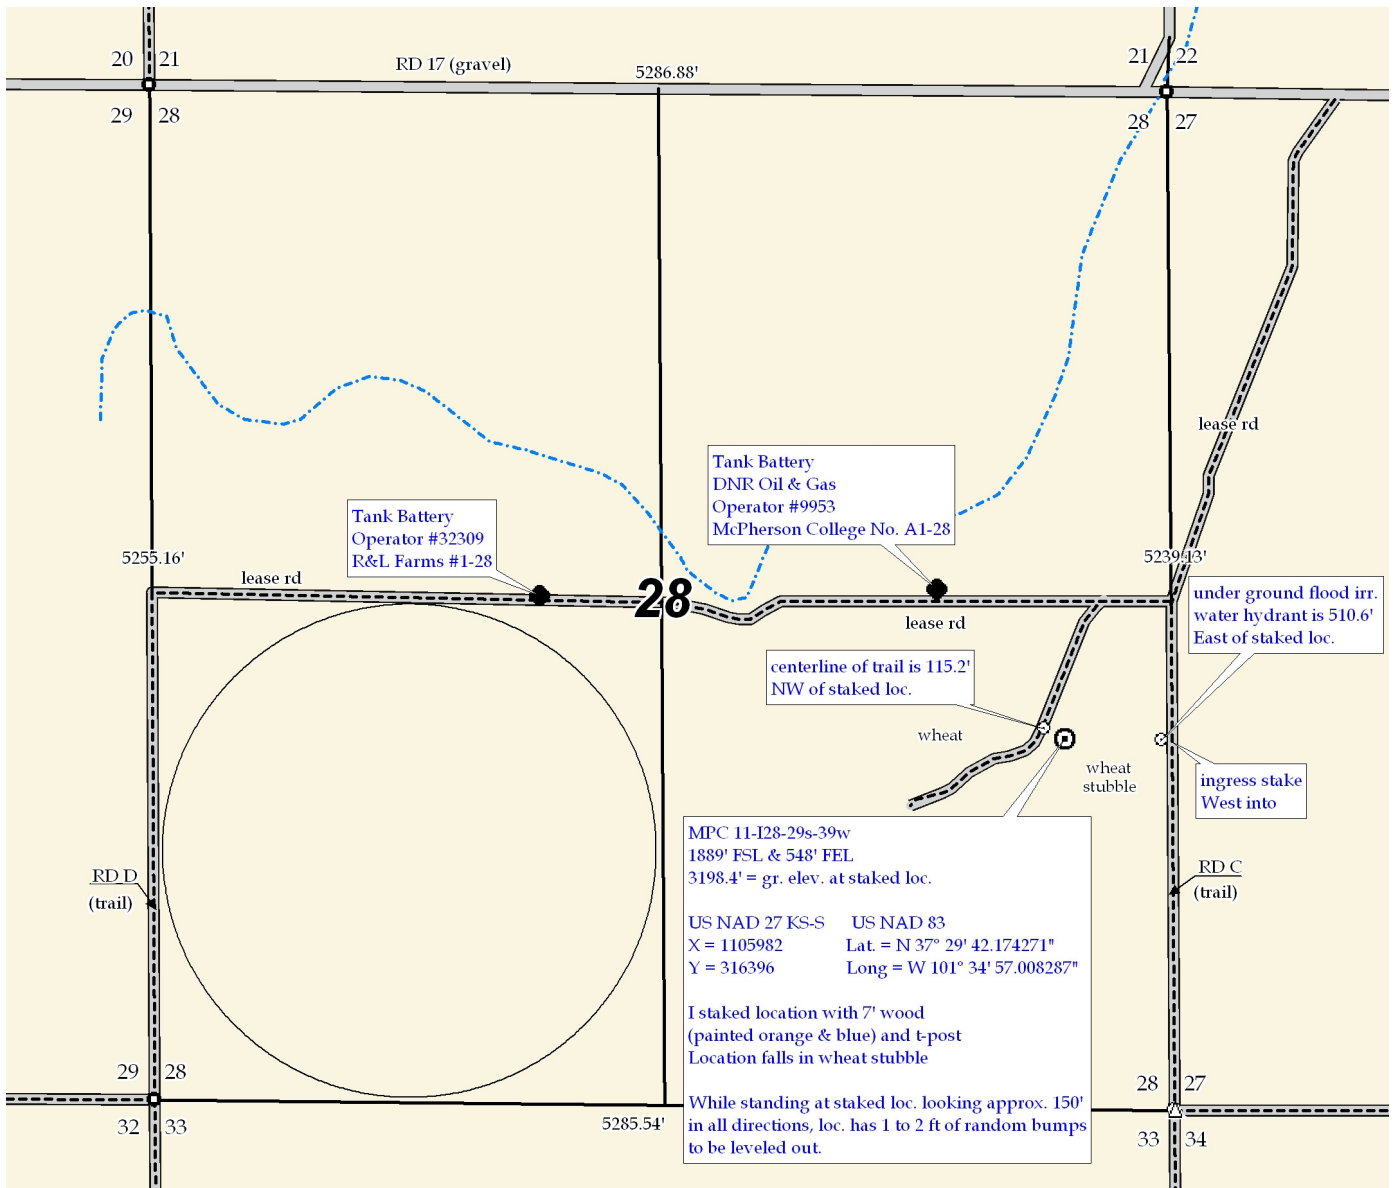 20 21
21 22
RD 17 (gravel)
5286.88'
29 28
28 27
lease rd
Tank Battery
DNR Oil & Gas
Operator #9953
McPherson College No. A1-28
Tank Battery
Operator #32309
R&L Farms #1-28
5255.16'
5239.13'
lease rd
28
lease rd
under ground flood irr.
water hydrant is 510.6'
East of staked loc.
centerline of trail is 115.2'
NW of staked loc.
wheat
wheat
stubble
ingress stake
West into
MPC 11-I28-29s-39w
1889' FSL & 548' FEL
3198.4' = gr. elev. at staked loc.
US NAD 27 KS-S US NAD 83
X = 1105982 Lat. = N 37° 29' 42.174271"
Y = 316396 Long = W 101° 34' 57.008287"
I staked location with 7' wood
(painted orange & blue) and t-post
Location falls in wheat stubble
While standing at staked loc. looking approx. 150'
in all directions, loc. has 1 to 2 ft of random bumps
to be leveled out.
RD D
(trail)
RD C
(trail)
29 28
28 27
32 33
5285.54'
33 34